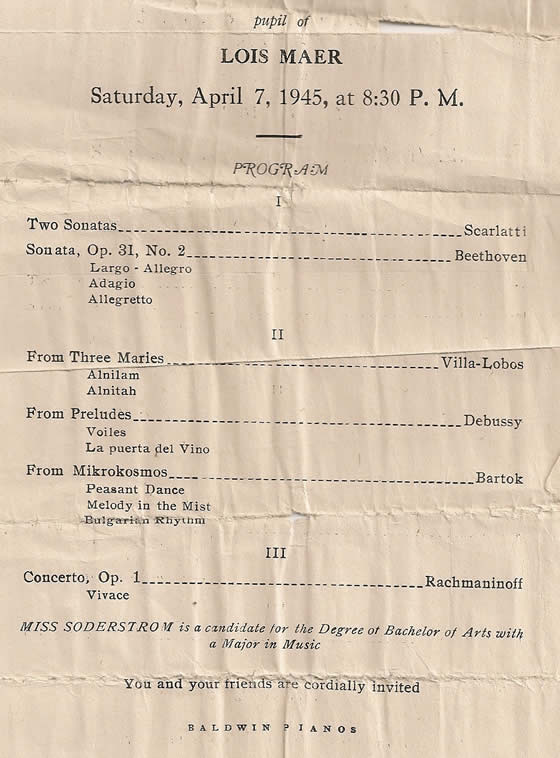 pupil of
LOIS MAER
Saturday, April 7, 1945, at 8:30 P. M.
PROGRAM
I
Two Sonatas Scarlatti
Sonata, Op. 31, No. 2 Beethoven
Largo - Allegro
Adagio
Allegretto
II
From Three Maries Villa-Lobos
Alnilam
Alnitah
From Preludes Debussy
Voiles
La puerta del Vino
From Mikrokosmos Bartok
Peasant Dance
Melody in the Mist
Bulgarian Rhythm
III
Concerto, Op. 1 Rachmaninoff
Vivace
MISS SODERSTROM is a candidate for the Degree of Bachelor of Arts with
a Major in Music
You and your friends are cordially invited
BALDWIN PIANOS